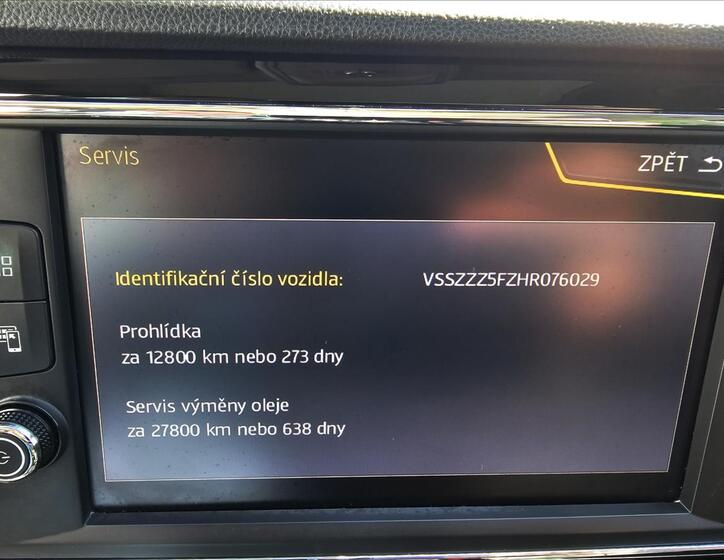 Servis
ZPĚT
Identifikační číslo vozidla: VSSZZZ5FZHR076029
Prohlídka
za 12800 km nebo 273 dny
Servis výměny oleje
za 27800 km nebo 638 dny